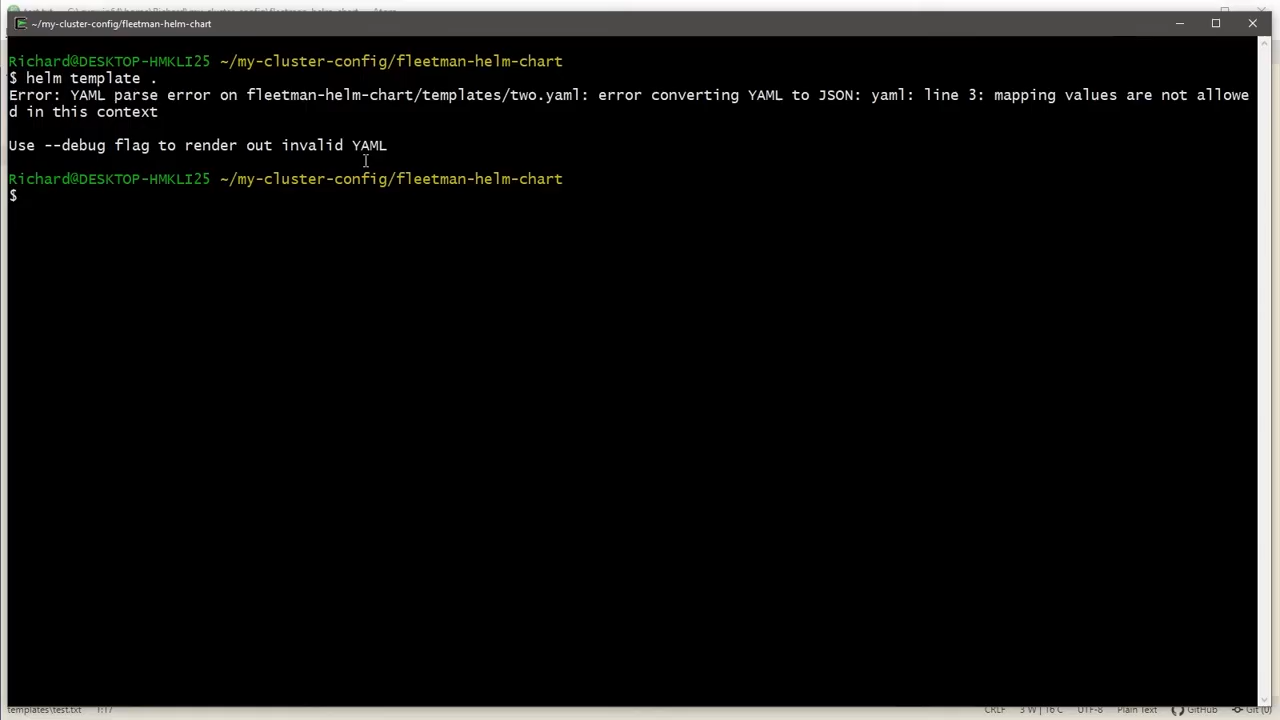 ~/my-cluster-config/fleetman-helm-chart
Richard@DESKTOP-HMKLI25 ~/my-cluster-config/fleetman-helm-chart
$ helm template .
Error: YAML parse error on fleetman-helm-chart/templates/two.yaml: error converting YAML to JSON: yaml: line 3: mapping values are not allowe
d in this context
Use --debug flag to render out invalid YAML
Richard@DESKTOP-HMKLI25 ~/my-cluster-config/fleetman-helm-chart
$
templates\test.txt 1:17 CRLF 3 W | 16 C UTF-8 Plain Text GitHub Git (0)